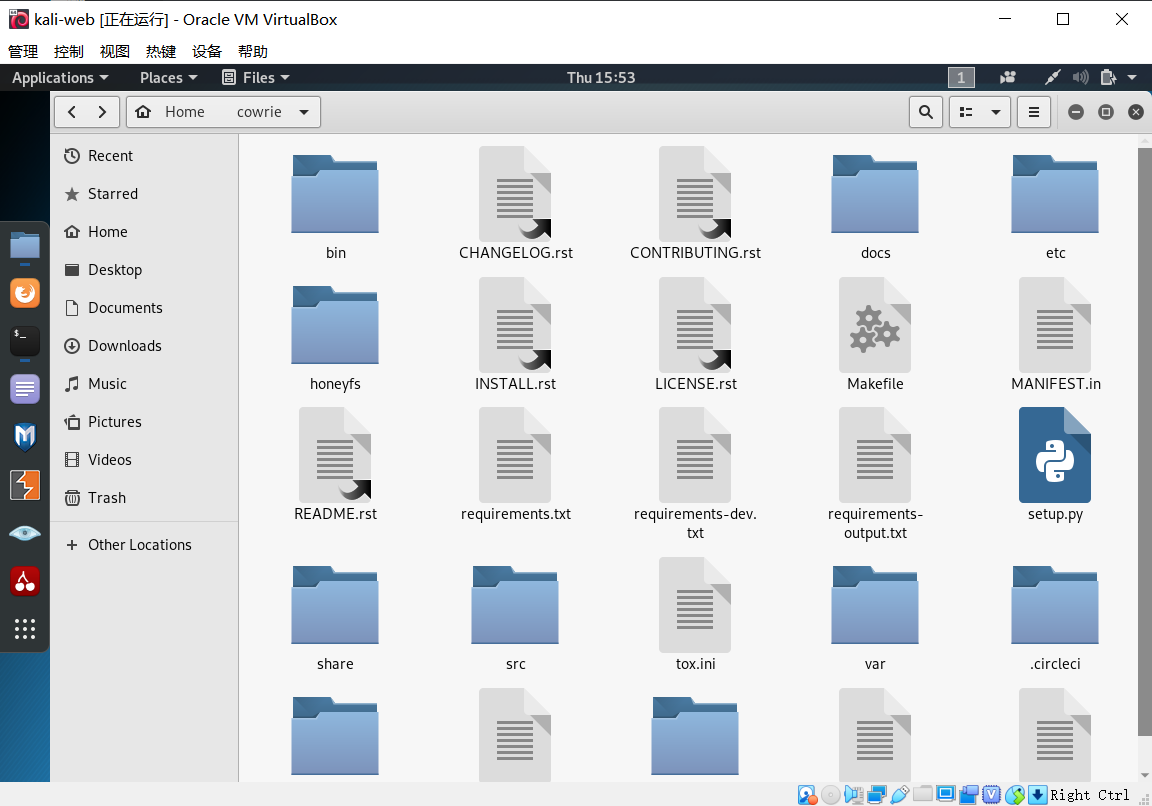 kali-web [正在运行] - Oracle VM VirtualBox
管理 控制 视图 热键 设备 帮助
Applications Places Files Thu 15:53 1
Home cowrie
Recent
Starred
Home
Desktop
Documents
Downloads
Music
Pictures
Videos
Trash
+ Other Locations
bin CHANGELOG.rst CONTRIBUTING.rst docs etc
honeyfs INSTALL.rst LICENSE.rst Makefile MANIFEST.in
README.rst requirements.txt requirements-dev.txt requirements-output.txt setup.py
share src tox.ini var .circleci
Right Ctrl